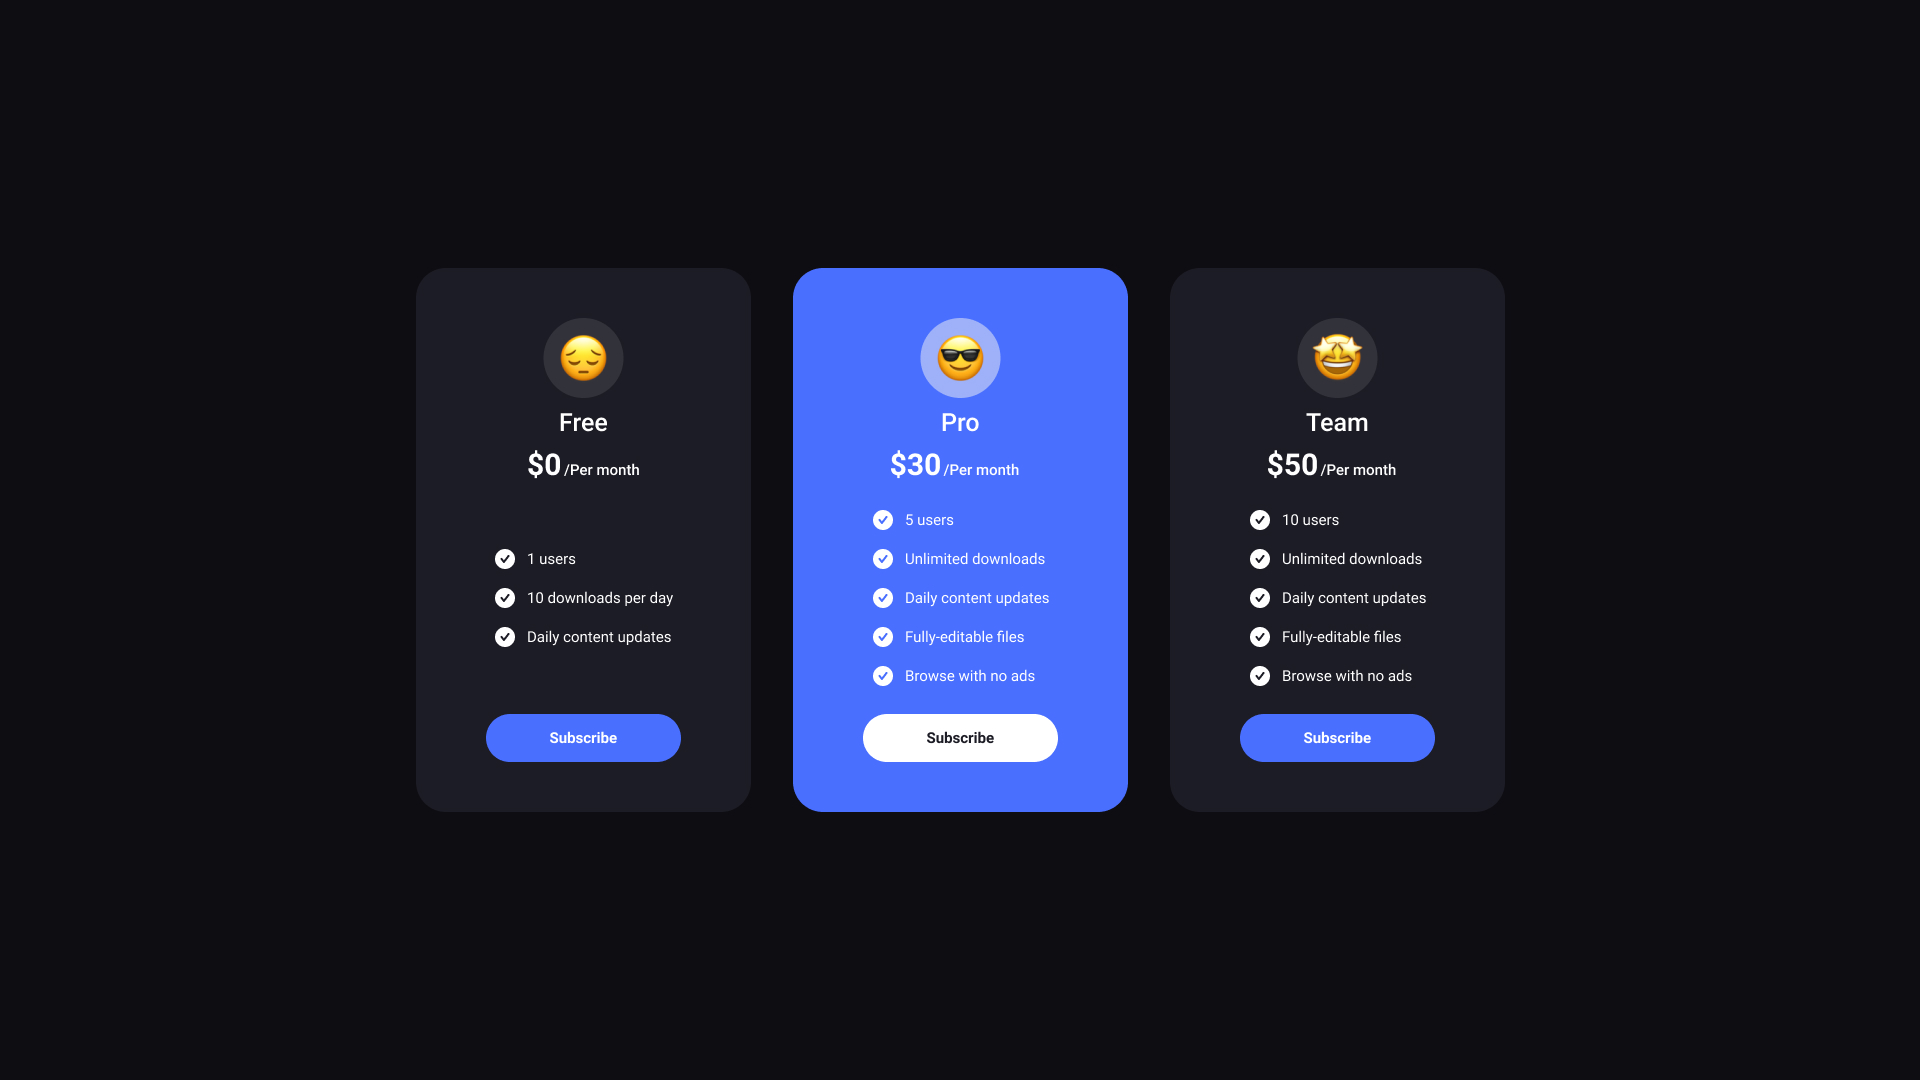 Free
$0 /Per month
1 users
10 downloads per day
Daily content updates
Subscribe
Pro
$30 /Per month
5 users
Unlimited downloads
Daily content updates
Fully-editable files
Browse with no ads
Subscribe
Team
$50 /Per month
10 users
Unlimited downloads
Daily content updates
Fully-editable files
Browse with no ads
Subscribe